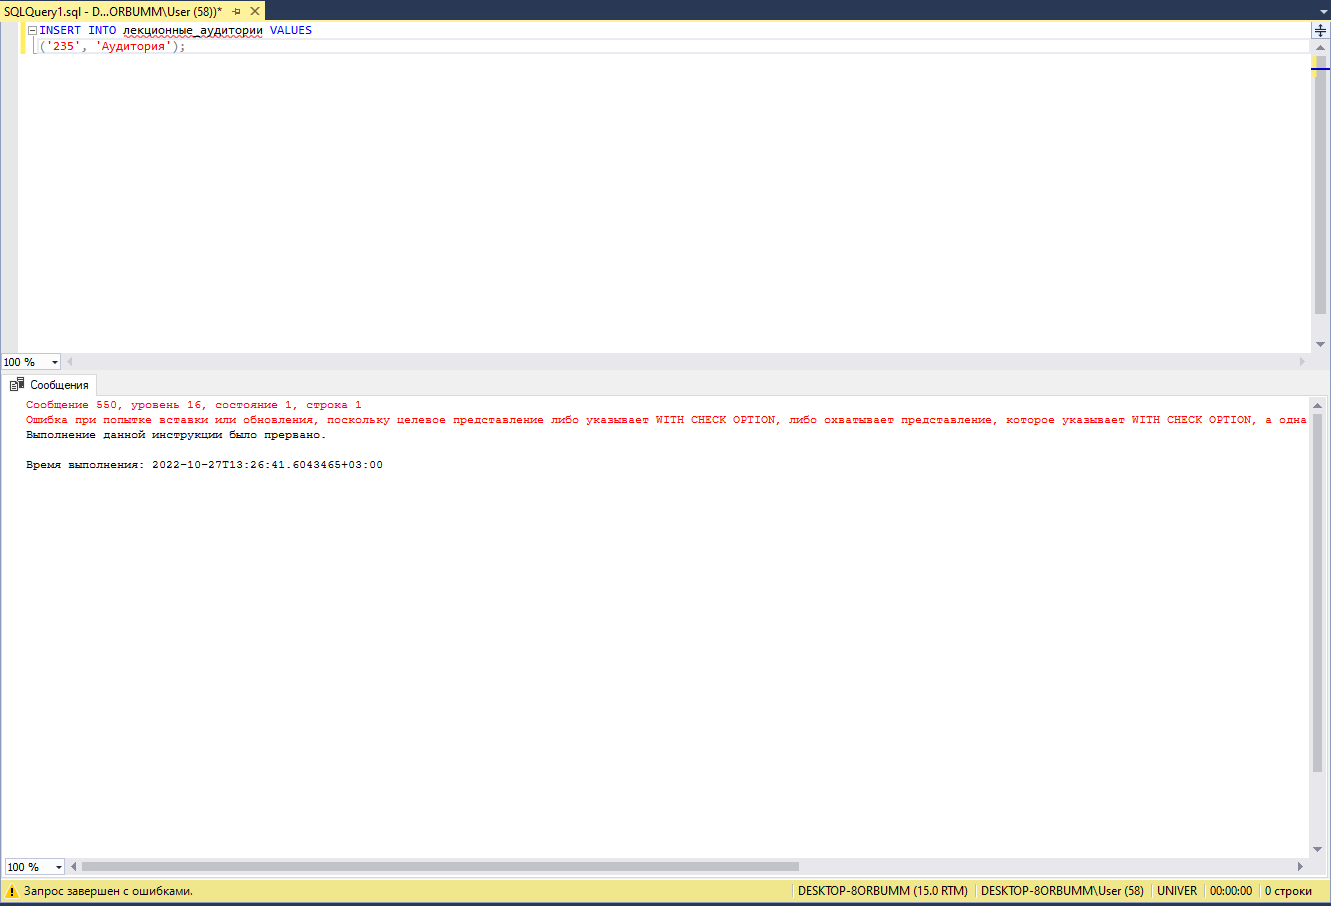 SQLQuery1.sql - D...ORBUMM\User (58))*
INSERT INTO лекционные_аудитории VALUES
('235', 'Аудитория');
100 %
Сообщения
Сообщение 550, уровень 16, состояние 1, строка 1
Ошибка при попытке вставки или обновления, поскольку целевое представление либо указывает WITH CHECK OPTION, либо охватывает представление, которое указывает WITH CHECK OPTION, а одна
Выполнение данной инструкции было прервано.
Время выполнения: 2022-10-27T13:26:41.6043465+03:00
100 %
Запрос завершен с ошибками.
DESKTOP-8ORBUMM (15.0 RTM)
DESKTOP-8ORBUMM\User (58)
UNIVER
00:00:00
0 строки